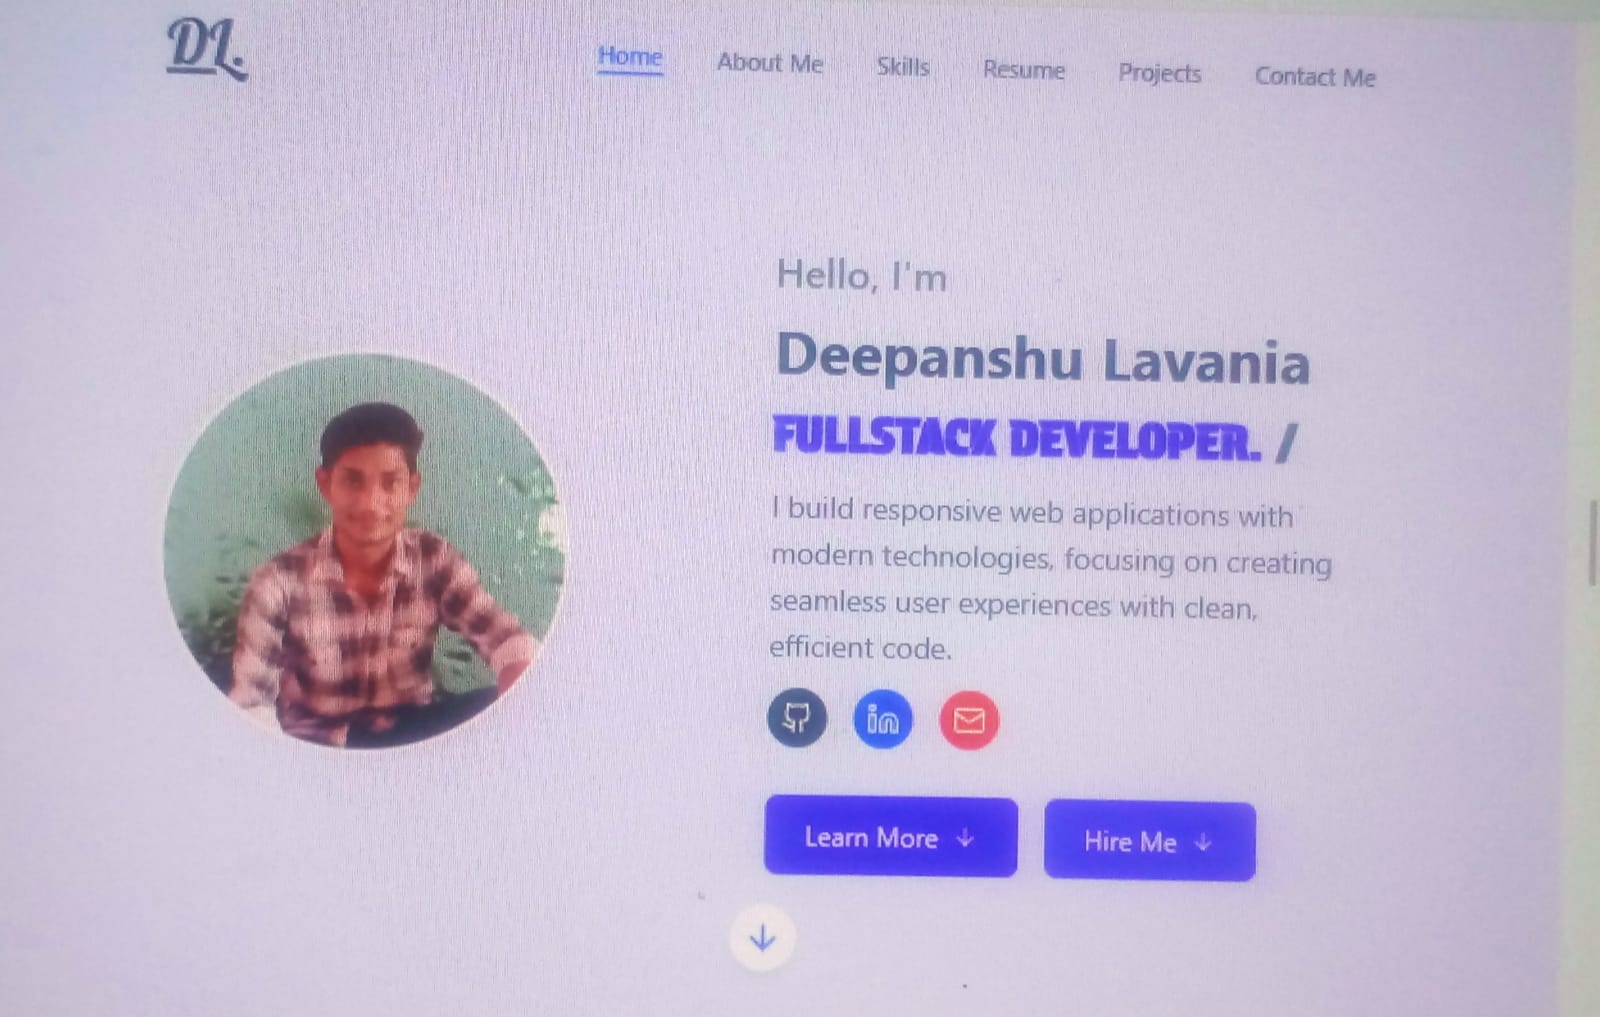 DL.
Home About Me Skills Resume Projects Contact Me
Hello, I'm
Deepanshu Lavania
FULLSTACK DEVELOPER. /
I build responsive web applications with
modern technologies, focusing on creating
seamless user experiences with clean,
efficient code.
in
Learn More ↓ Hire Me ↓